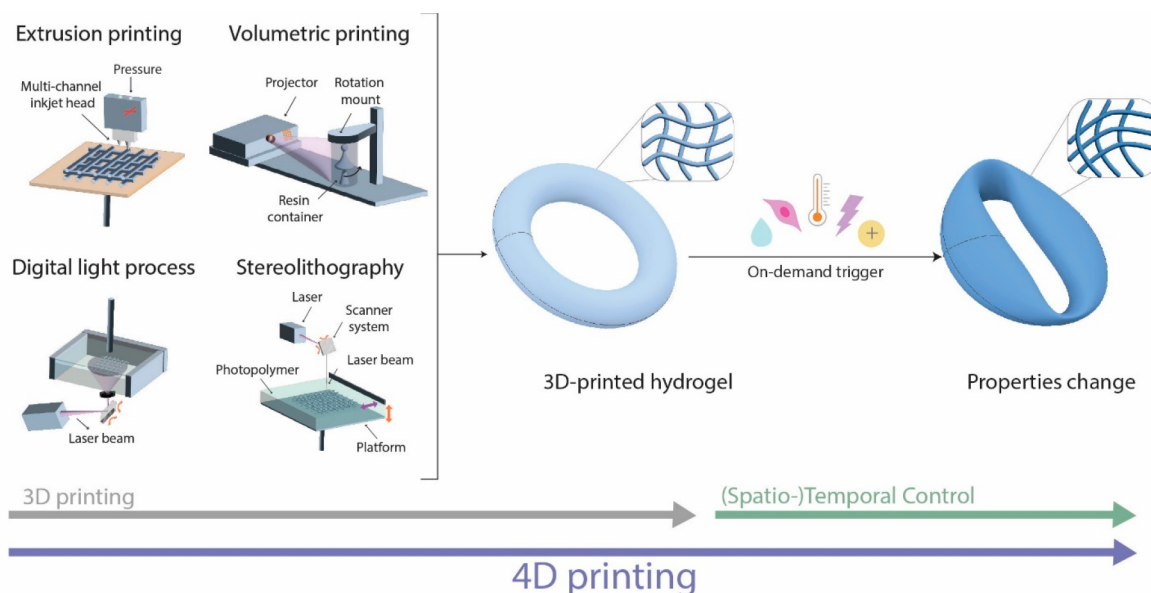 Extrusion printing
Pressure
Multi-channel
inkjet head
Volumetric printing
Projector
Rotation
mount
Resin
container
Digital light process
Laser beam
Stereolithography
Laser
Scanner
system
Laser beam
Photopolymer
Platform
3D-printed hydrogel
+
On-demand trigger
Properties change
3D printing
(Spatio-)Temporal Control
4D printing